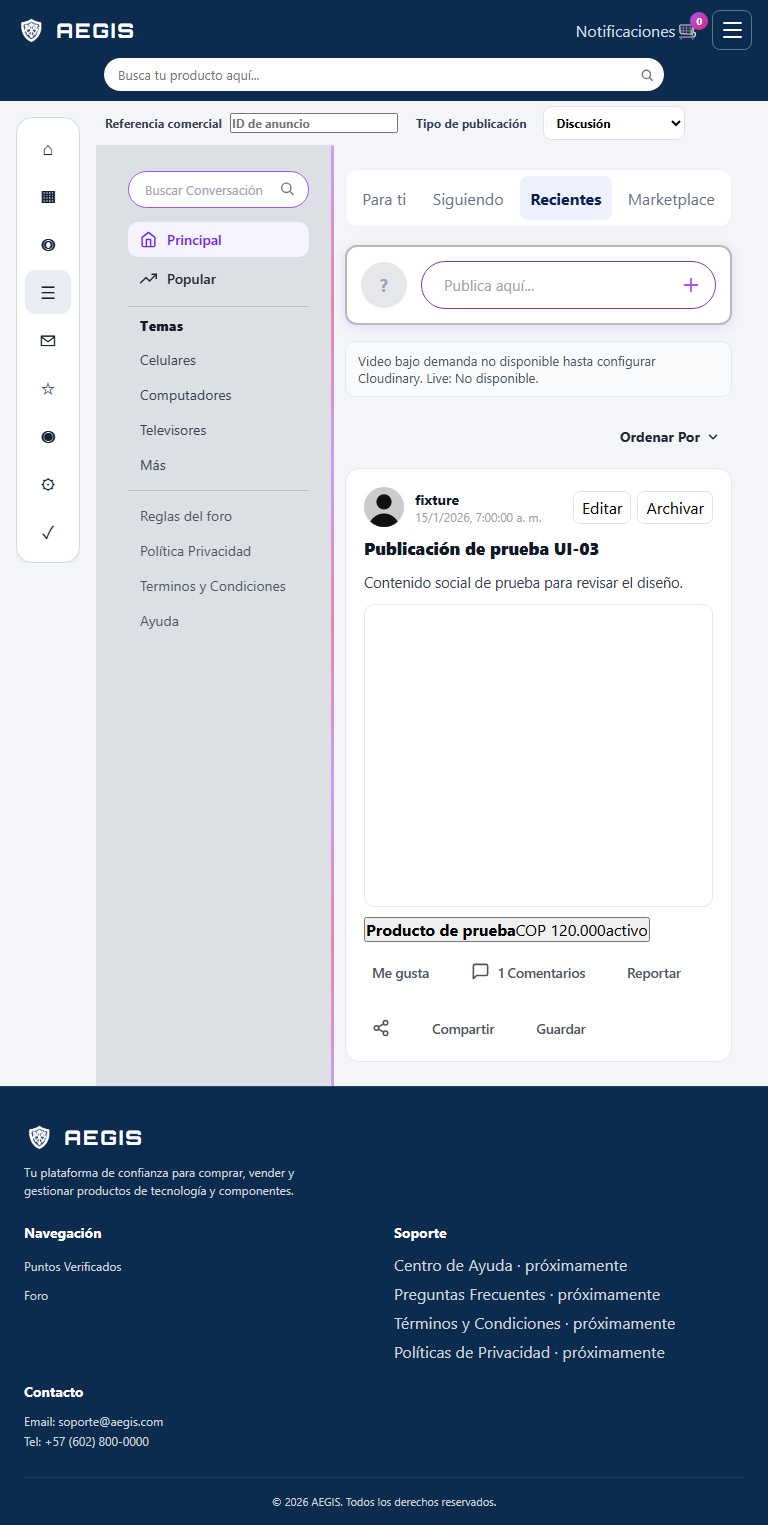 AEGIS
Notificaciones
0
Busca tu producto aquí...
Referencia comercial
ID de anuncio
Tipo de publicación
Discusión
Buscar Conversación
Principal
Popular
Temas
Celulares
Computadores
Televisores
Más
Reglas del foro
Política Privacidad
Terminos y Condiciones
Ayuda
Para ti
Siguiendo
Recientes
Marketplace
?
Publica aquí...
Video bajo demanda no disponible hasta configurar
Cloudinary. Live: No disponible.
Ordenar Por
fixture
15/1/2026, 7:00:00 a. m.
Editar
Archivar
Publicación de prueba UI-03
Contenido social de prueba para revisar el diseño.
Producto de pruebaCOP 120.000activo
Me gusta
1 Comentarios
Reportar
Compartir
Guardar
AEGIS
Tu plataforma de confianza para comprar, vender y
gestionar productos de tecnología y componentes.
Navegación
Puntos Verificados
Foro
Soporte
Centro de Ayuda · próximamente
Preguntas Frecuentes · próximamente
Términos y Condiciones · próximamente
Políticas de Privacidad · próximamente
Contacto
Email: soporte@aegis.com
Tel: +57 (602) 800-0000
© 2026 AEGIS. Todos los derechos reservados.